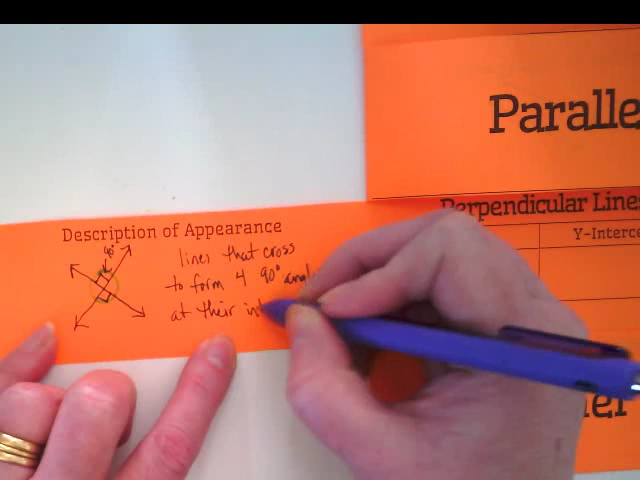 Paralle
Perpendicular Lines
Y-Interce
Description of Appearance
90°
lines that cross
to form 4 90° angl
at their int